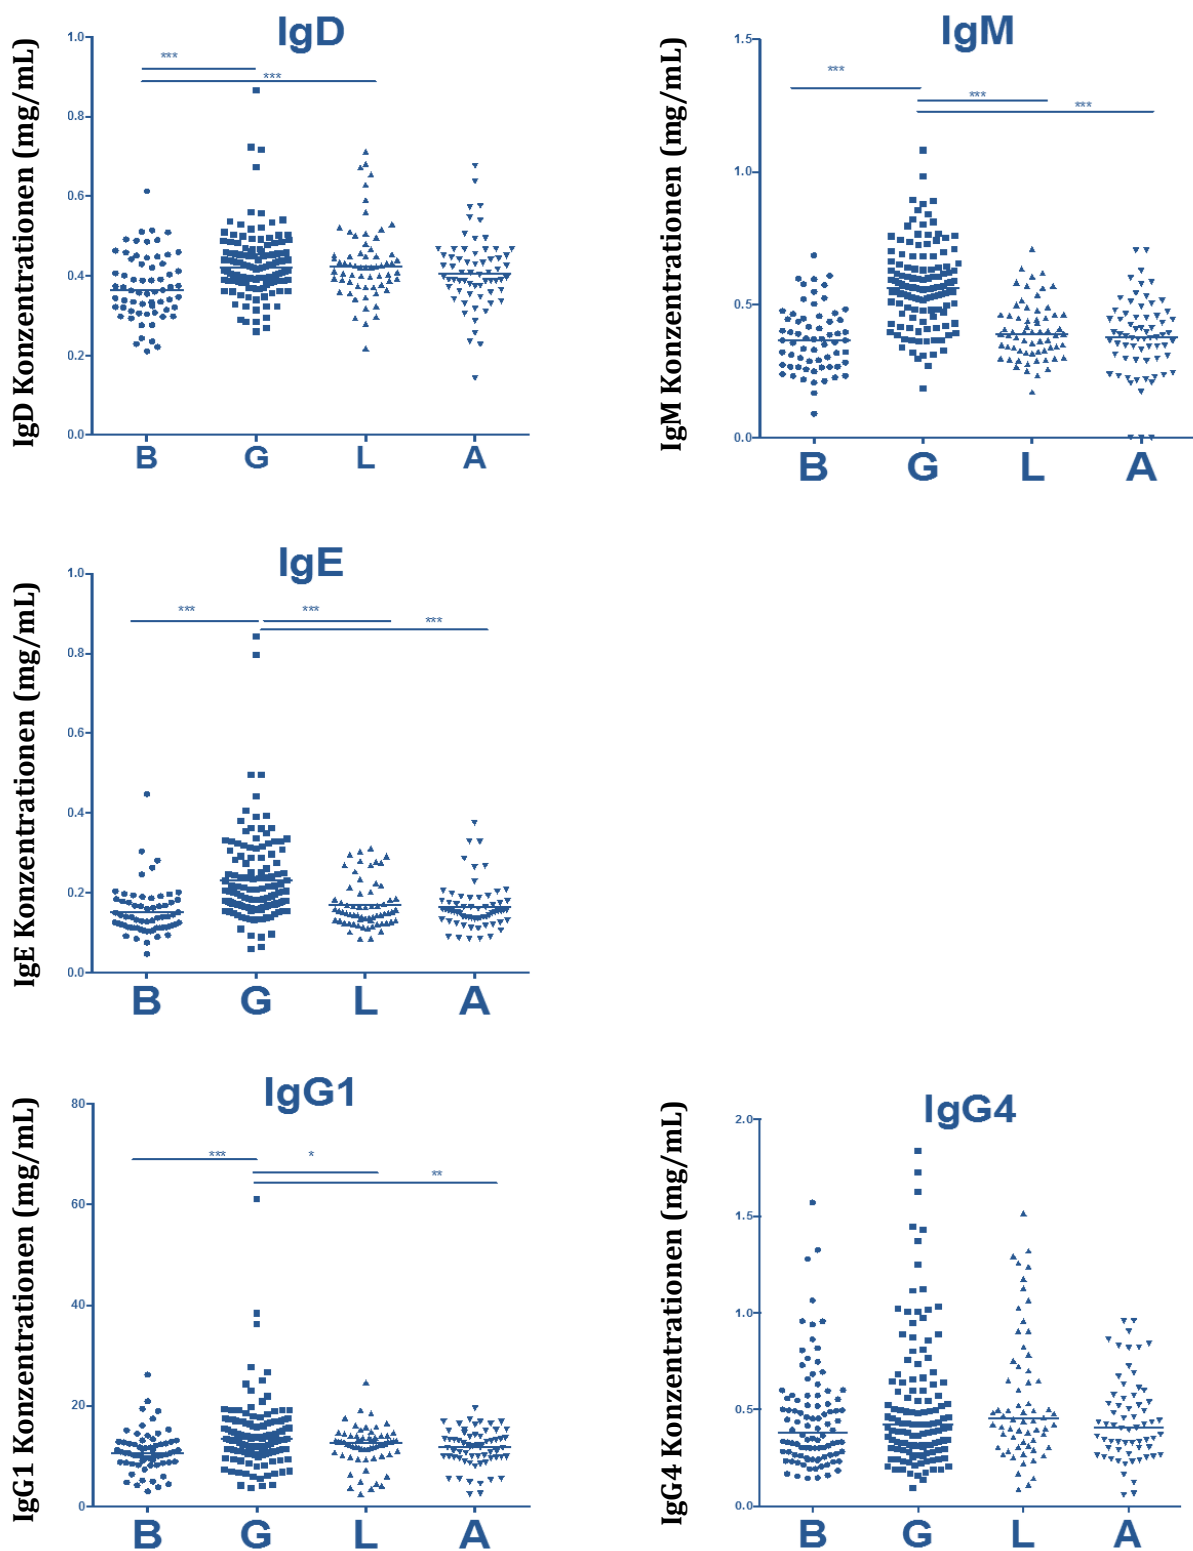 IgD
IgD Konzentrationen (mg/mL)
1.0
0.8
0.6
0.4
0.2
0.0
***
***
B G L A
IgM
IgM Konzentrationen (mg/mL)
1.5
1.0
0.5
0.0
***
***
***
B G L A
IgE
IgE Konzentrationen (mg/mL)
1.0
0.8
0.6
0.4
0.2
0.0
***
***
***
B G L A
IgG1
IgG1 Konzentrationen (mg/mL)
80
60
40
20
0
***
*
**
B G L A
IgG4
IgG4 Konzentrationen (mg/mL)
2.0
1.5
1.0
0.5
0.0
B G L A